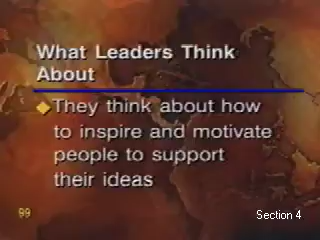 What Leaders Think
About
They think about how
to inspire and motivate
people to support
their ideas
99
Section 4